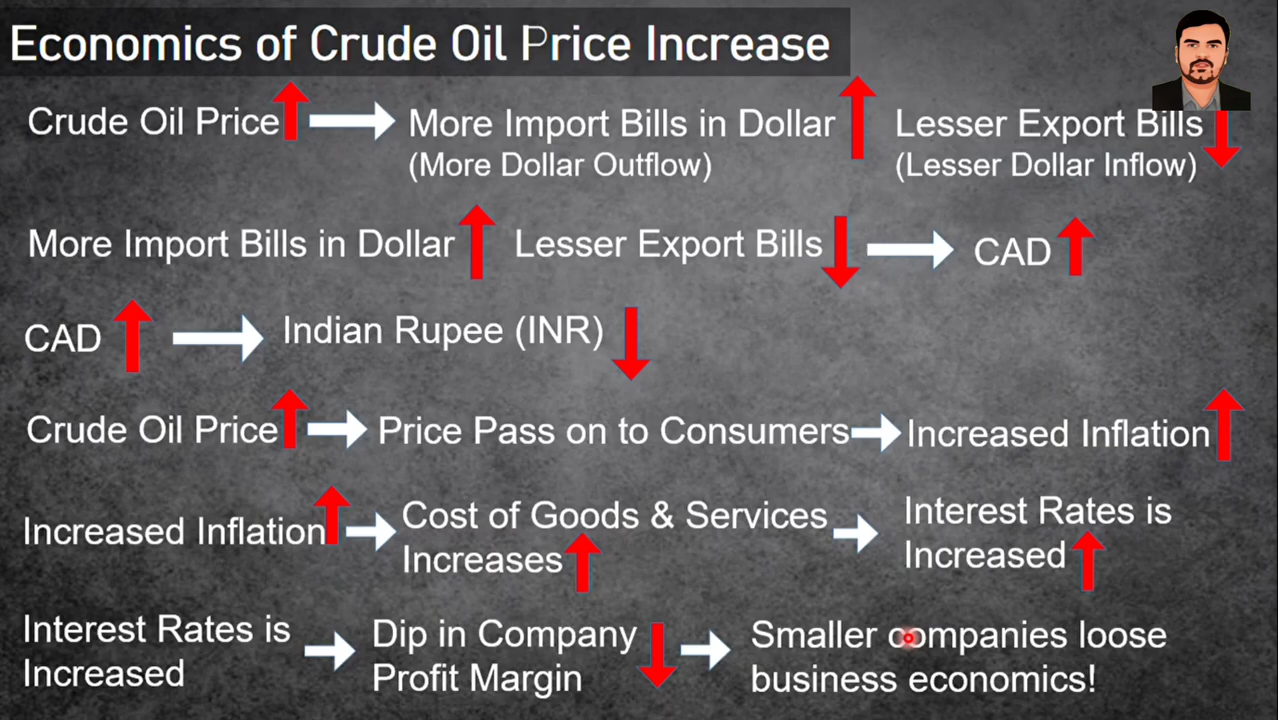 Economics of Crude Oil Price Increase
Crude Oil Price
More Import Bills in Dollar
(More Dollar Outflow)
Lesser Export Bills
(Lesser Dollar Inflow)
More Import Bills in Dollar
Lesser Export Bills
CAD
CAD
Indian Rupee (INR)
Crude Oil Price
Price Pass on to Consumers
Increased Inflation
Increased Inflation
Cost of Goods & Services
Increases
Interest Rates is
Increased
Interest Rates is
Increased
Dip in Company
Profit Margin
Smaller companies loose
business economics!